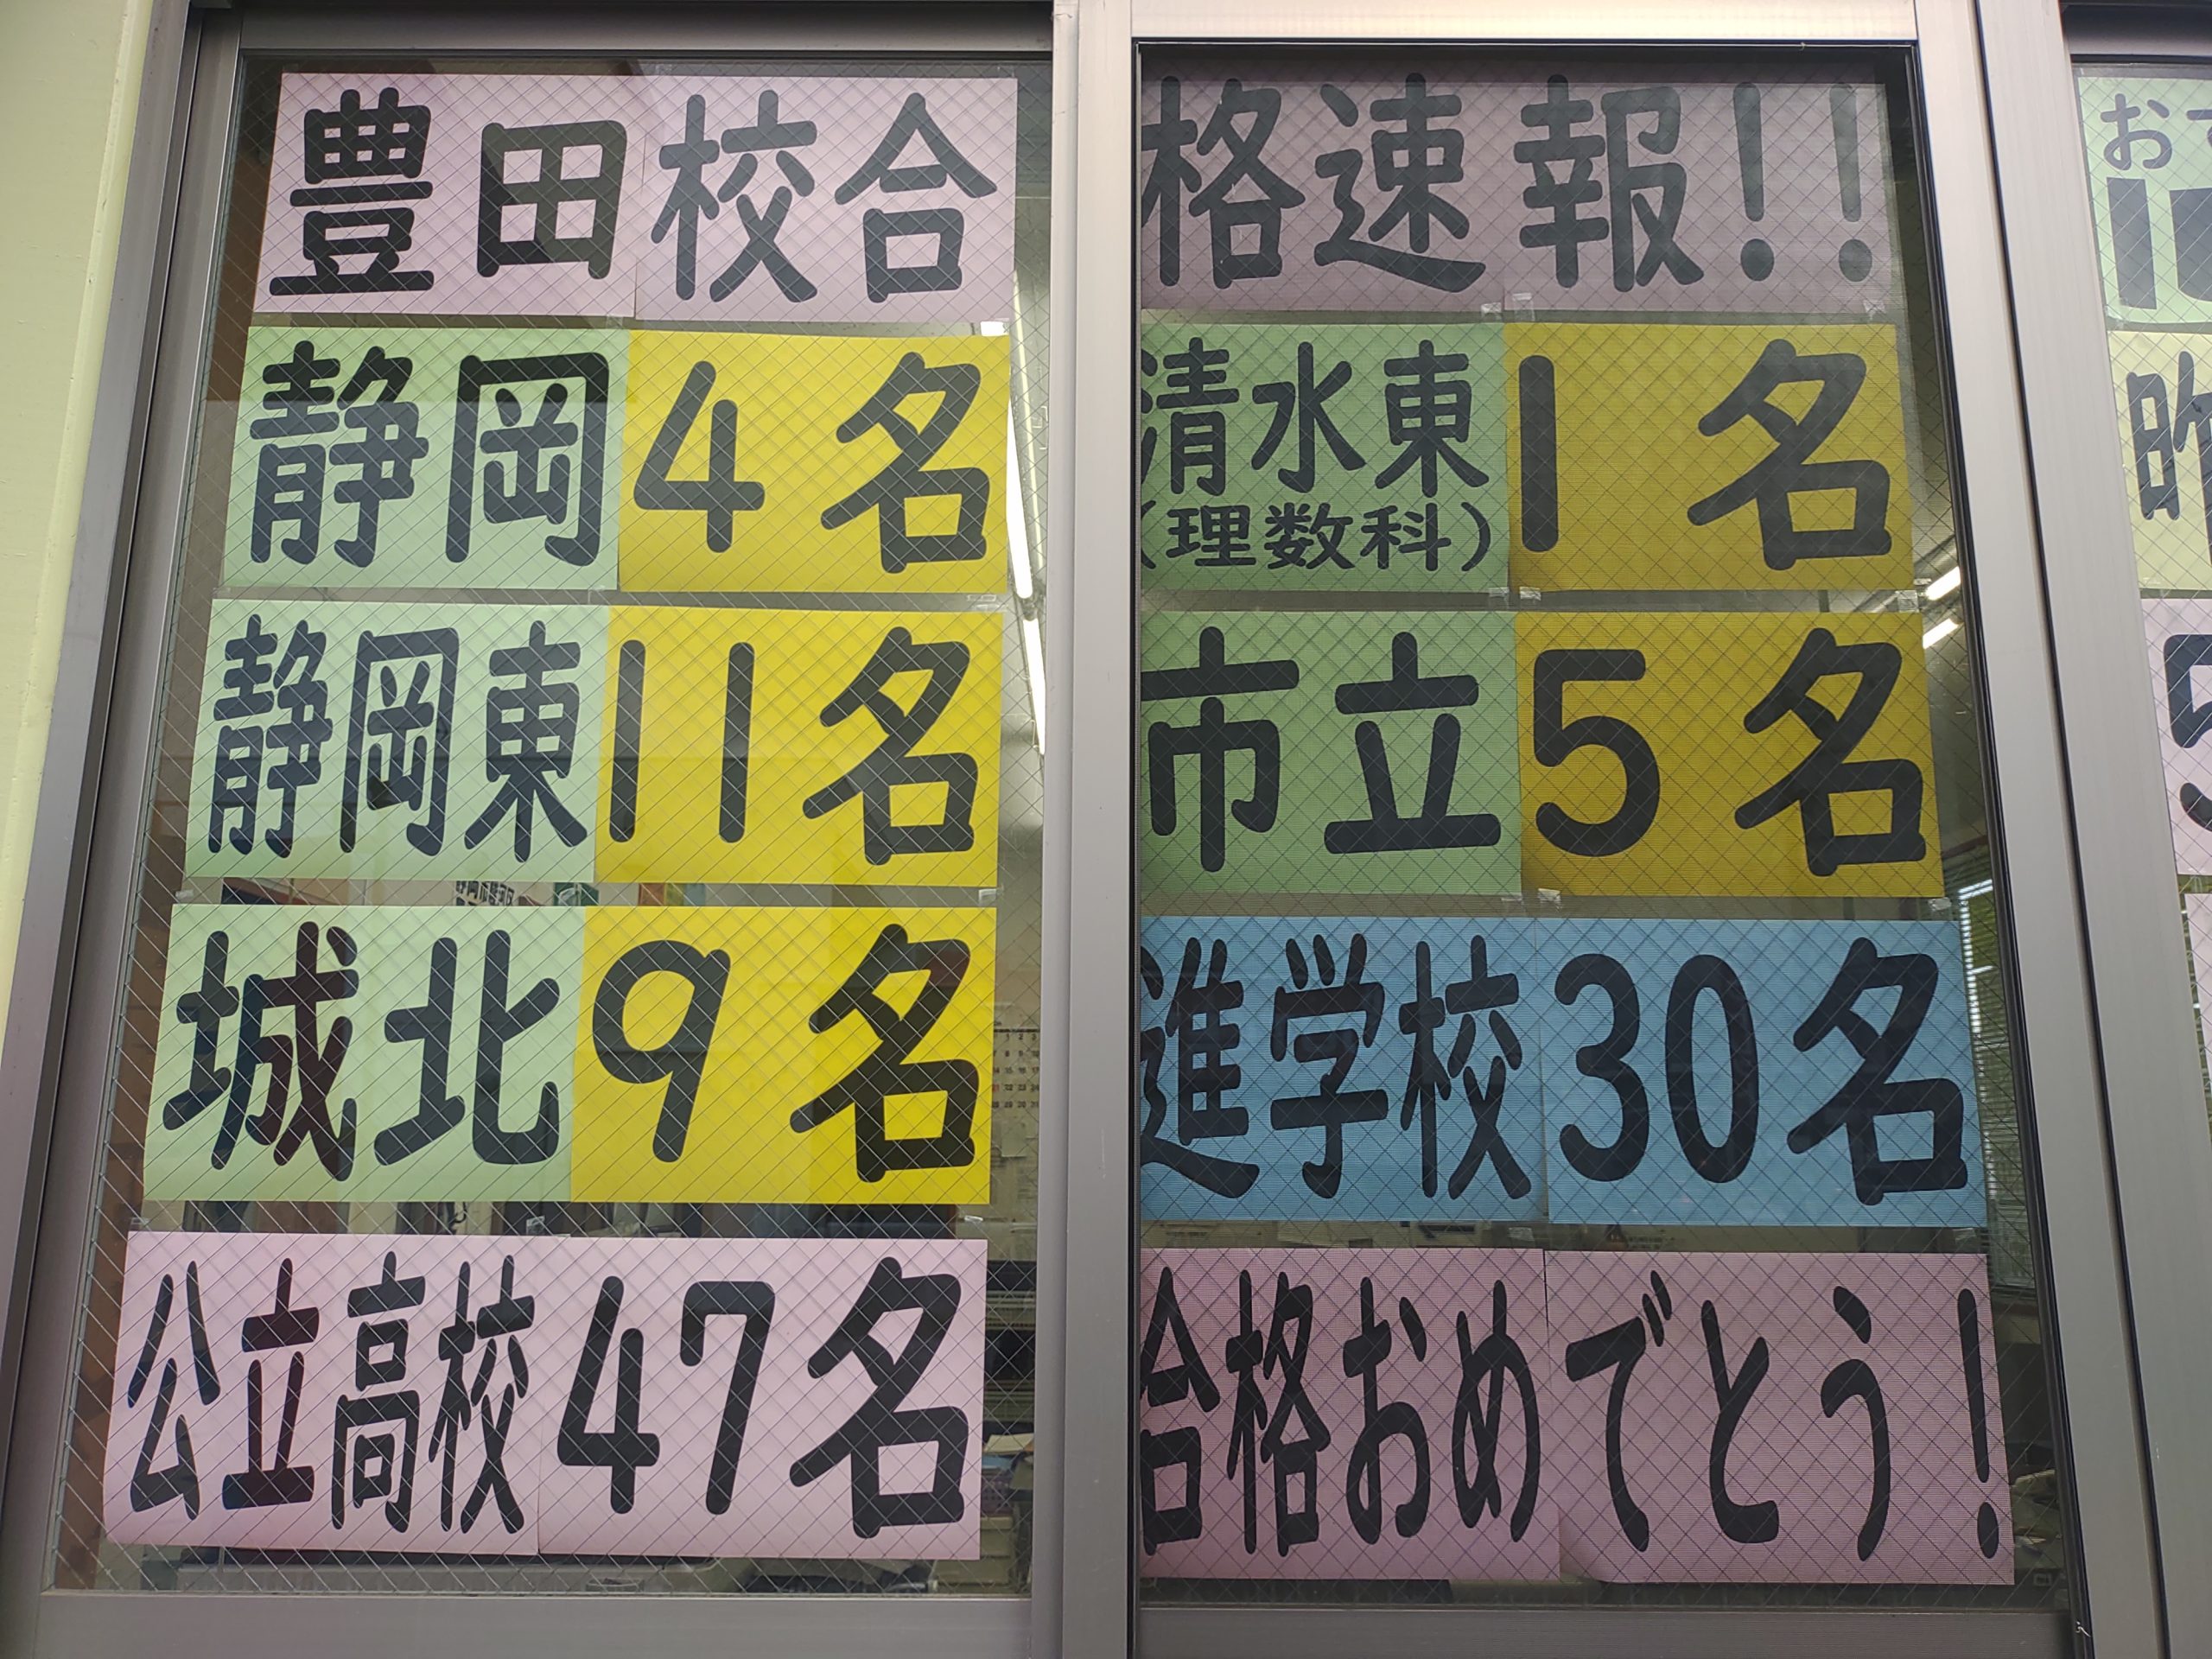 豊田校合格速報!!
静岡4名 清水東(理数科)1名
静岡東11名 市立5名
城北9名 進学校30名
公立高校47名 合格おめでとう!